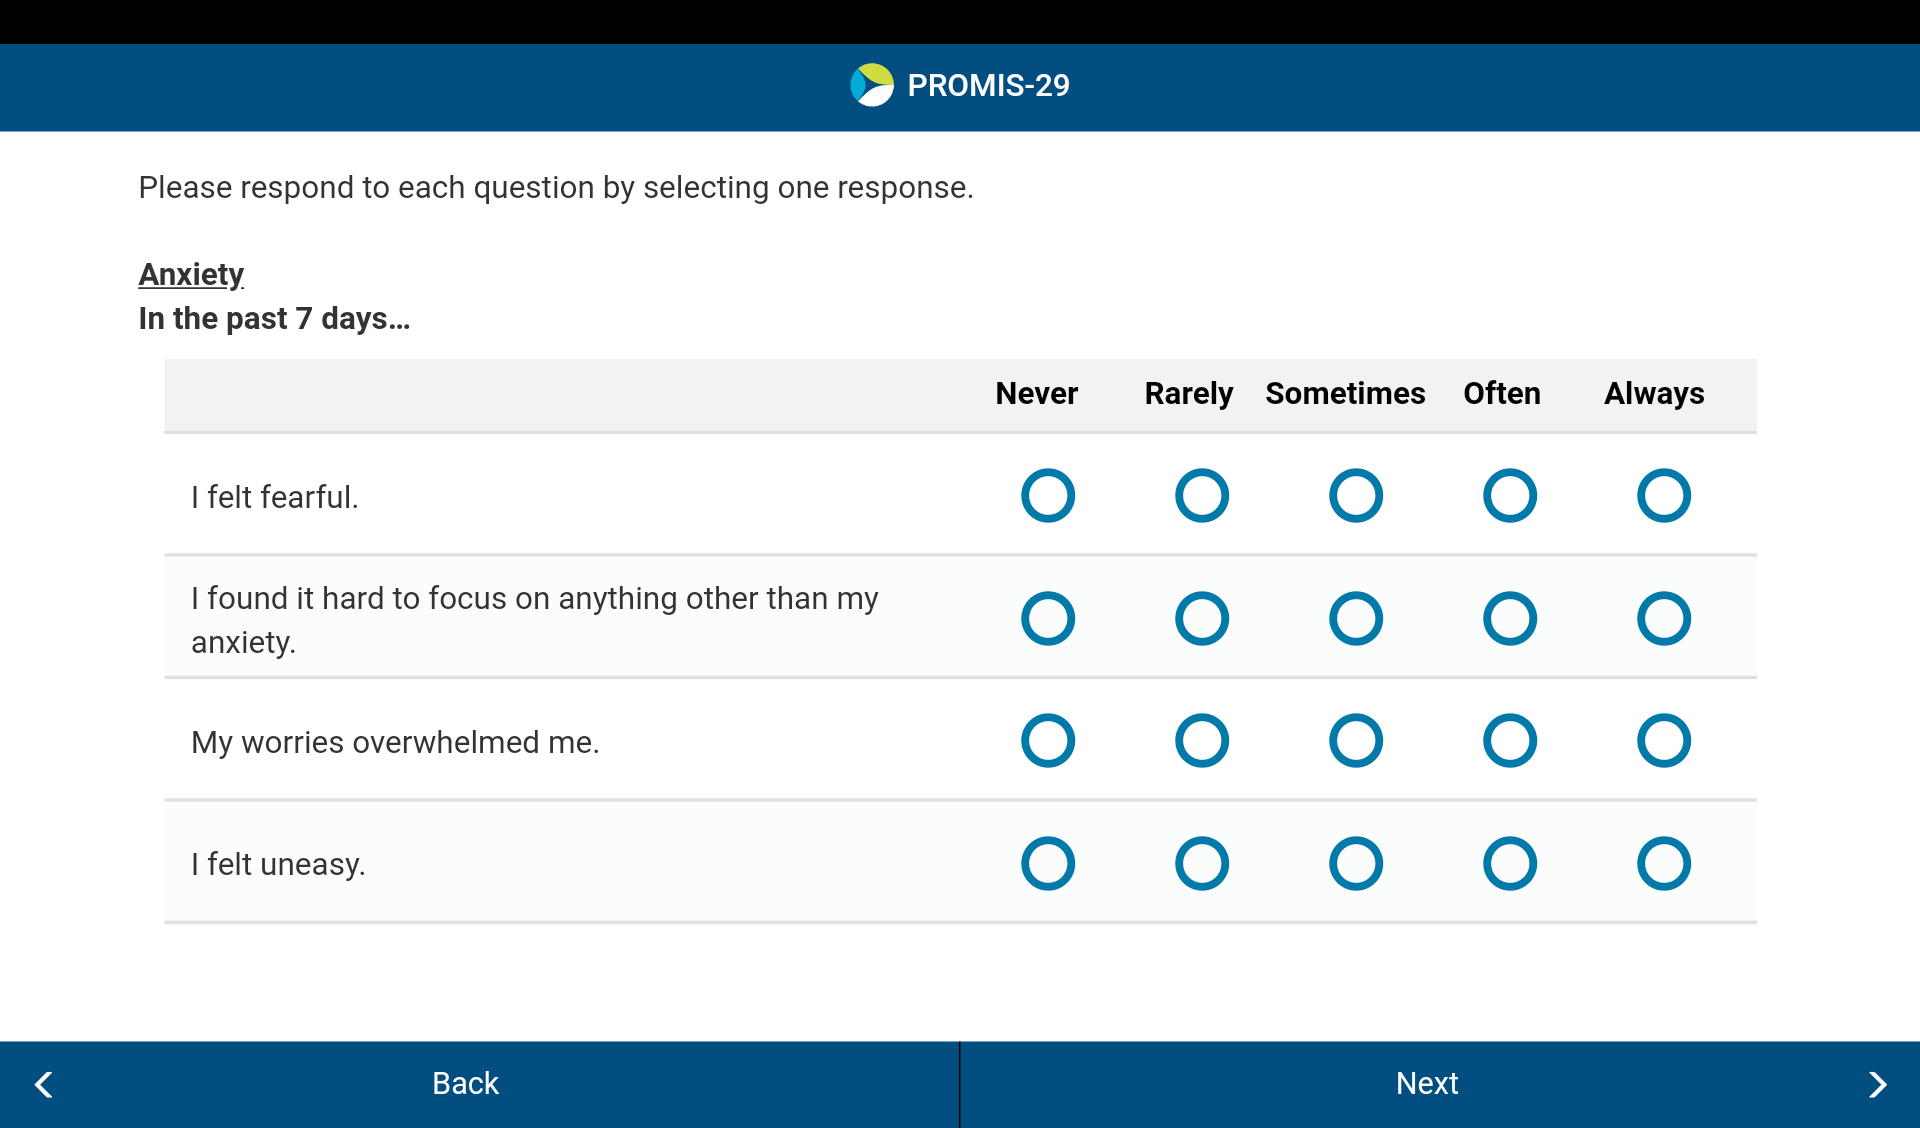 PROMIS-29
Please respond to each question by selecting one response.
Anxiety
In the past 7 days...
Never Rarely Sometimes Often Always
I felt fearful.
I found it hard to focus on anything other than my
anxiety.
My worries overwhelmed me.
I felt uneasy.
Back Next